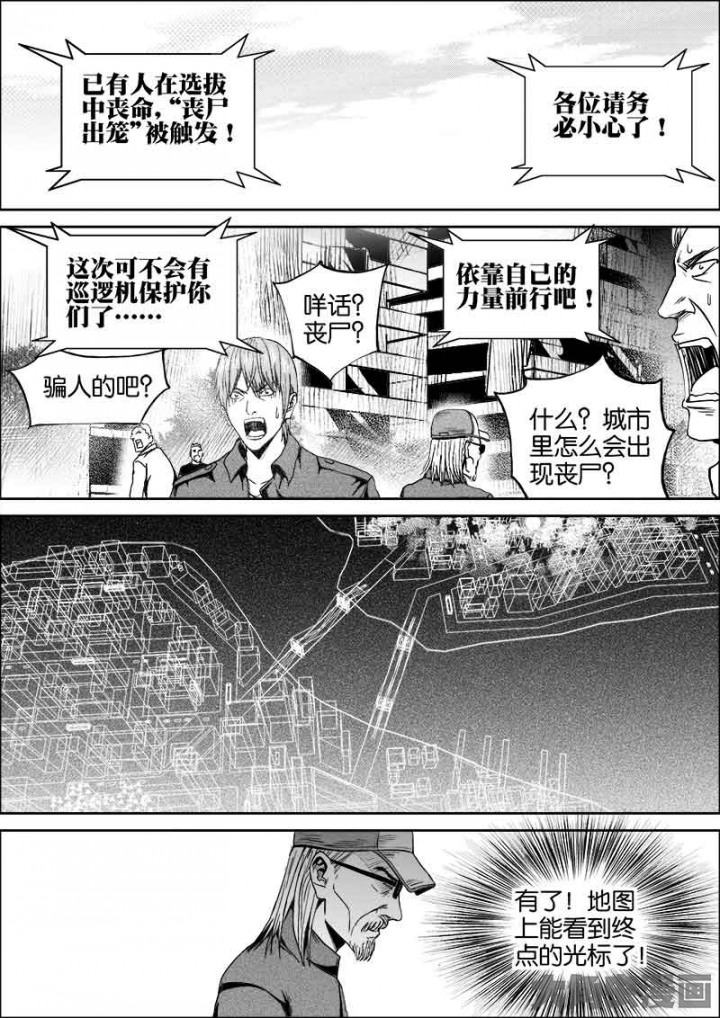 已有人在选拔
中丧命，“丧尸
出笼”被触发！
各位请务
必小心了！
这次可不会有
巡逻机保护你
们了……
骗人的吧？
咩话？
丧尸？
依靠自己的
力量前行吧！
什么？城市
里怎么会出
现丧尸？
有了！地图
上能看到终
点的光标了！
漫画